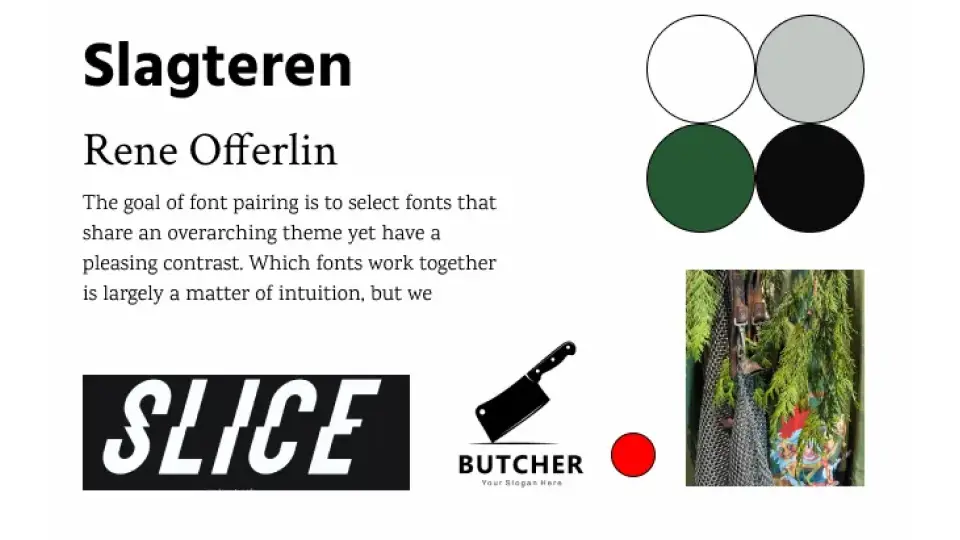 Slagteren
Rene Offerlin
The goal of font pairing is to select fonts that
share an overarching theme yet have a
pleasing contrast. Which fonts work together
is largely a matter of intuition, but we
SLICE
BUTCHER
Your Slogan Here